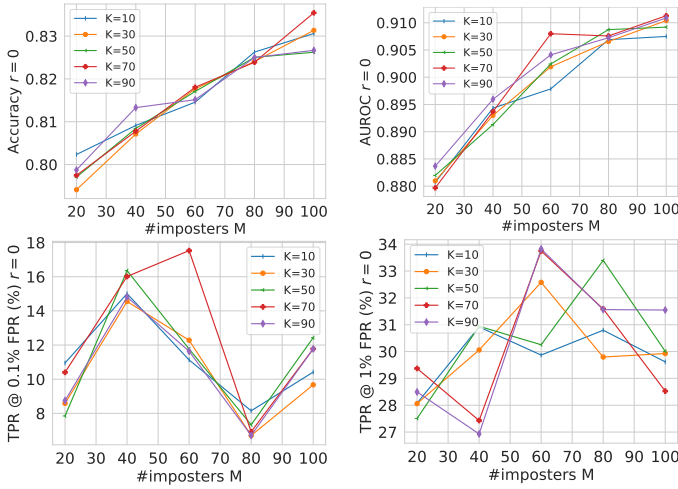 Accuracy r = 0
0.83
0.82
0.81
0.80
K=10
K=30
K=50
K=70
K=90
20 30 40 50 60 70 80 90 100
#imposters M
AUROC r = 0
0.910
0.905
0.900
0.895
0.890
0.885
0.880
K=10
K=30
K=50
K=70
K=90
20 30 40 50 60 70 80 90 100
#imposters M
TPR @ 0.1% FPR (%) r = 0
18
16
14
12
10
8
K=10
K=30
K=50
K=70
K=90
20 30 40 50 60 70 80 90 100
#imposters M
TPR @ 1% FPR (%) r = 0
34
33
32
31
30
29
28
27
K=10
K=30
K=50
K=70
K=90
20 30 40 50 60 70 80 90 100
#imposters M